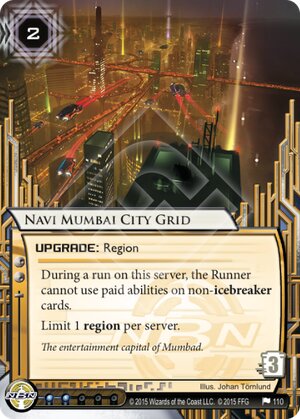 2
NAVI MUMBAI CITY GRID
UPGRADE: Region
During a run on this server, the Runner
cannot use paid abilities on non-icebreaker
cards.
Limit 1 region per server.
The entertainment capital of Mumbad.
3
Illus. Johan Törnlund
NBN
© 2015 Wizards of the Coast LLC. © 2015 FFG
110